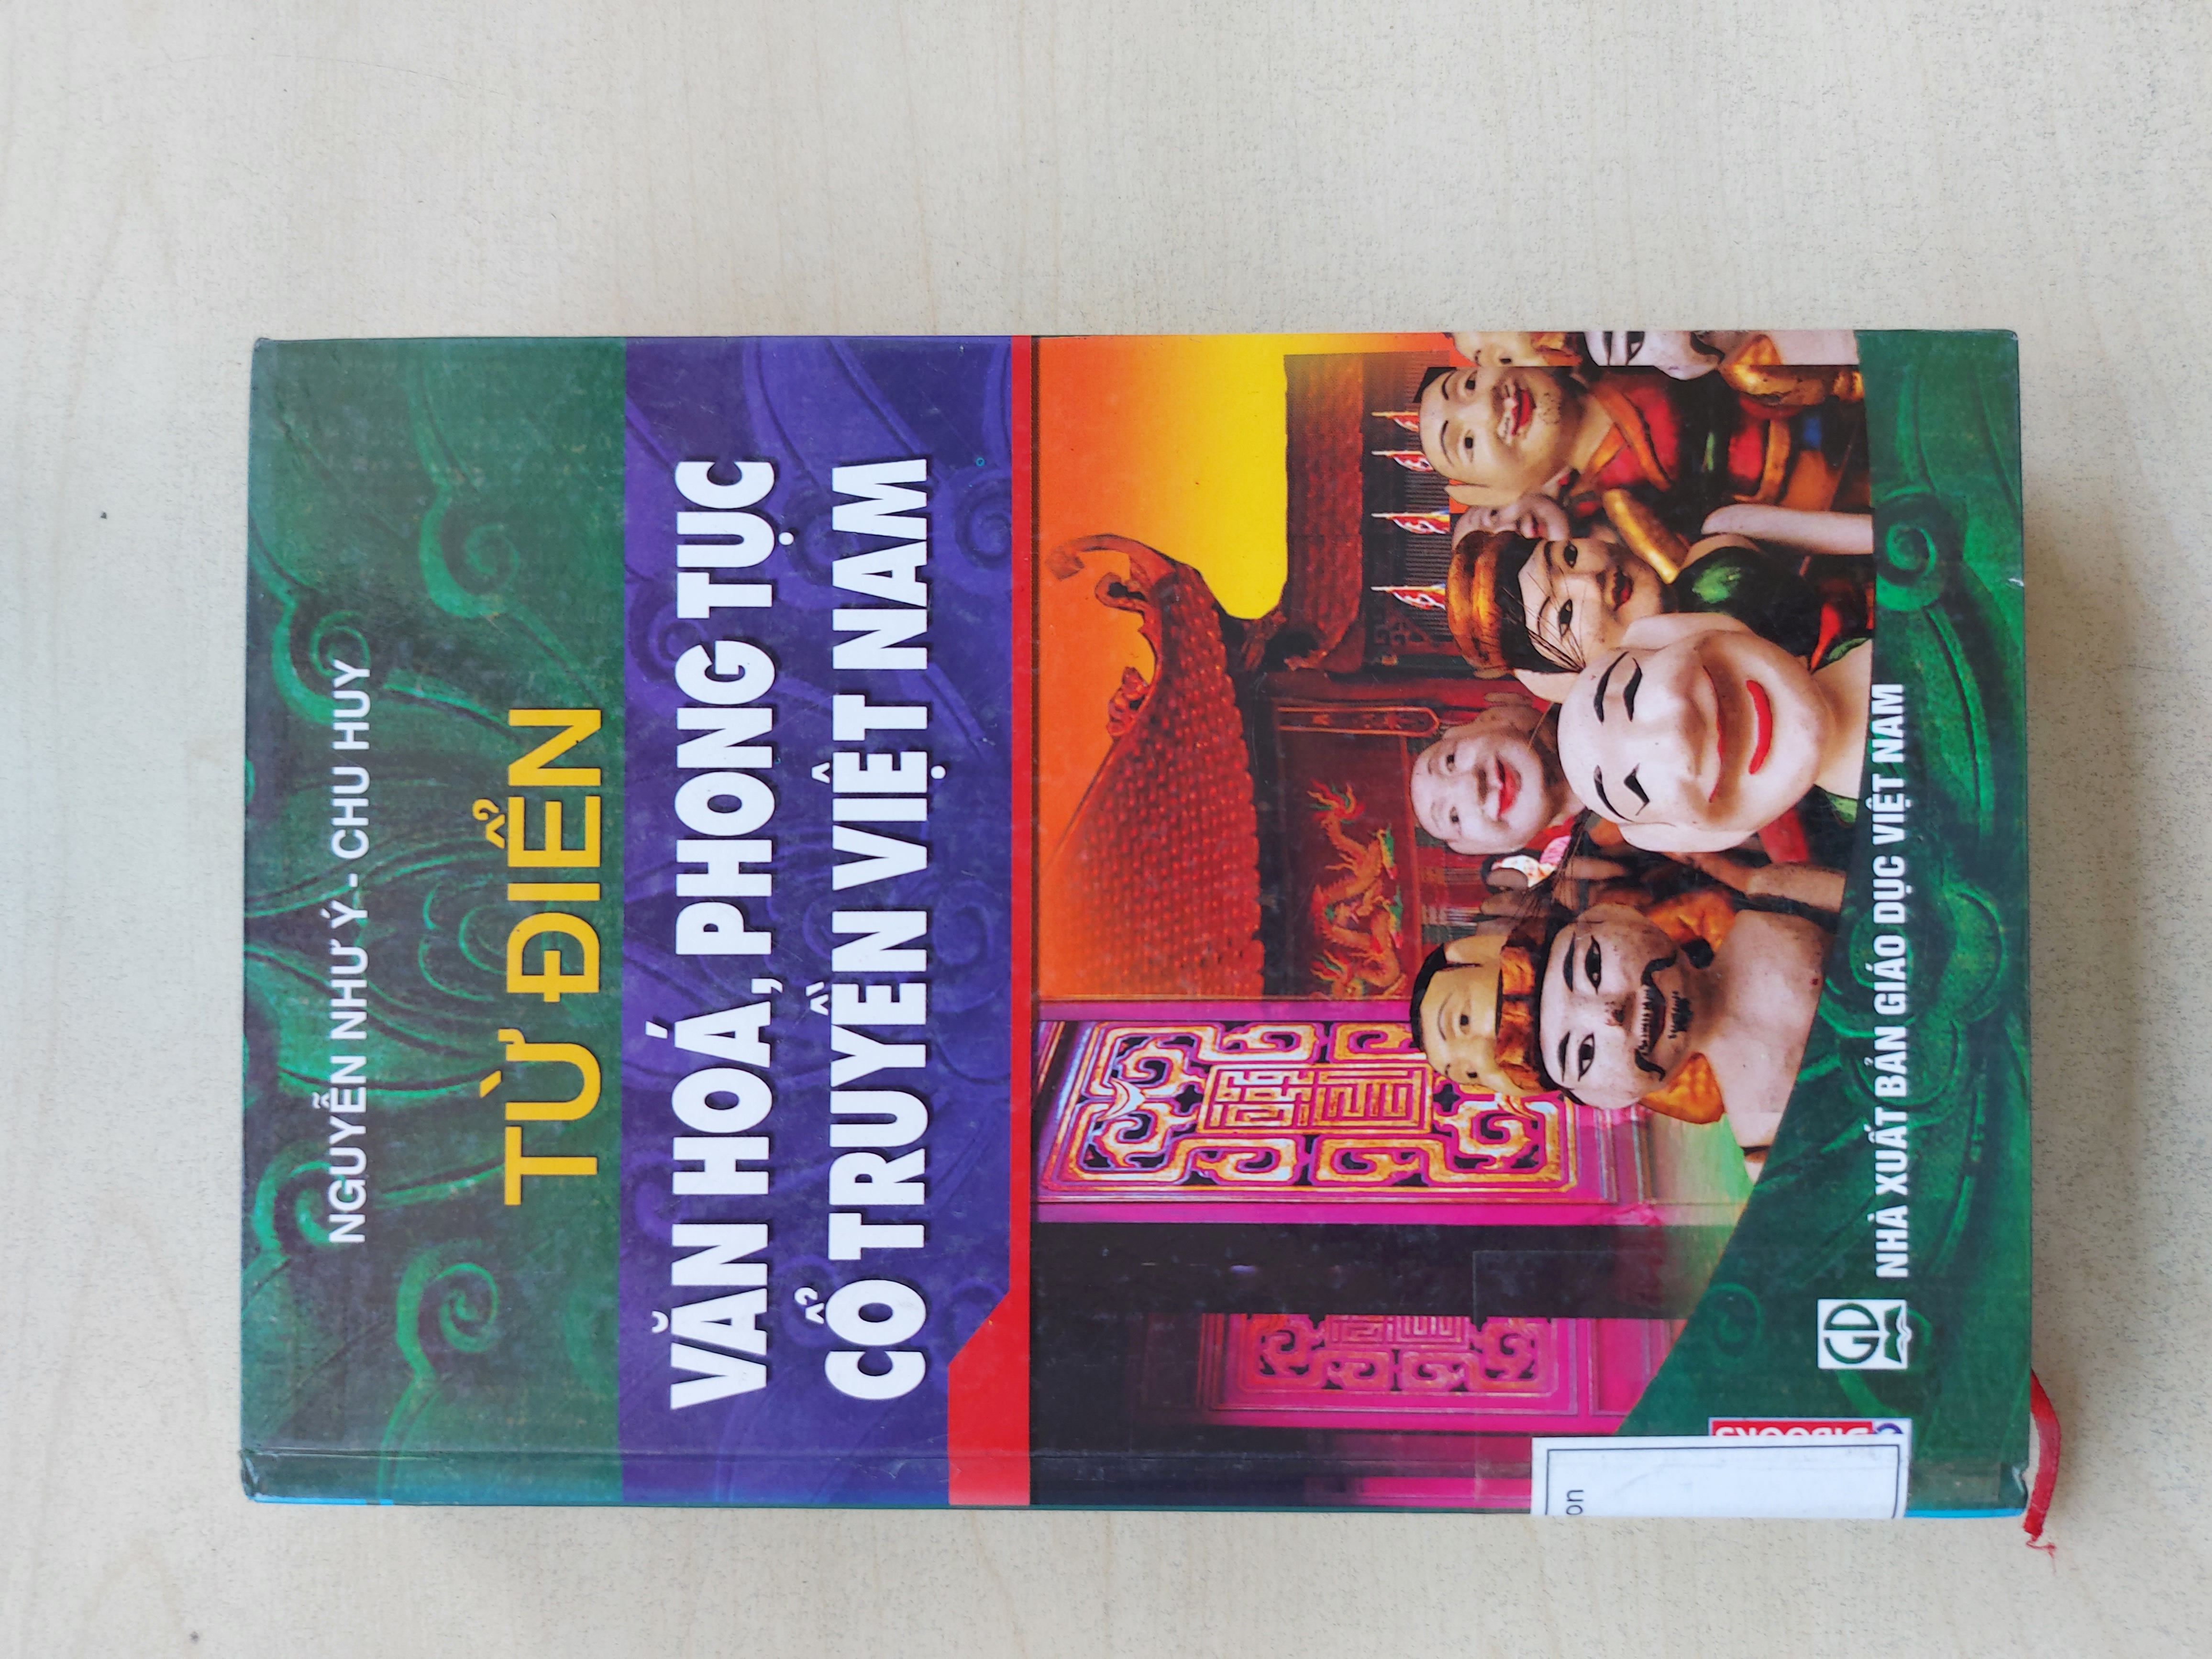 NGUYỄN NHƯ Ý - CHU HUY
TỪ ĐIỂN
VĂN HOÁ, PHONG TỤC
CỔ TRUYỀN VIỆT NAM
on
GD
NHÀ XUẤT BẢN GIÁO DỤC VIỆT NAM